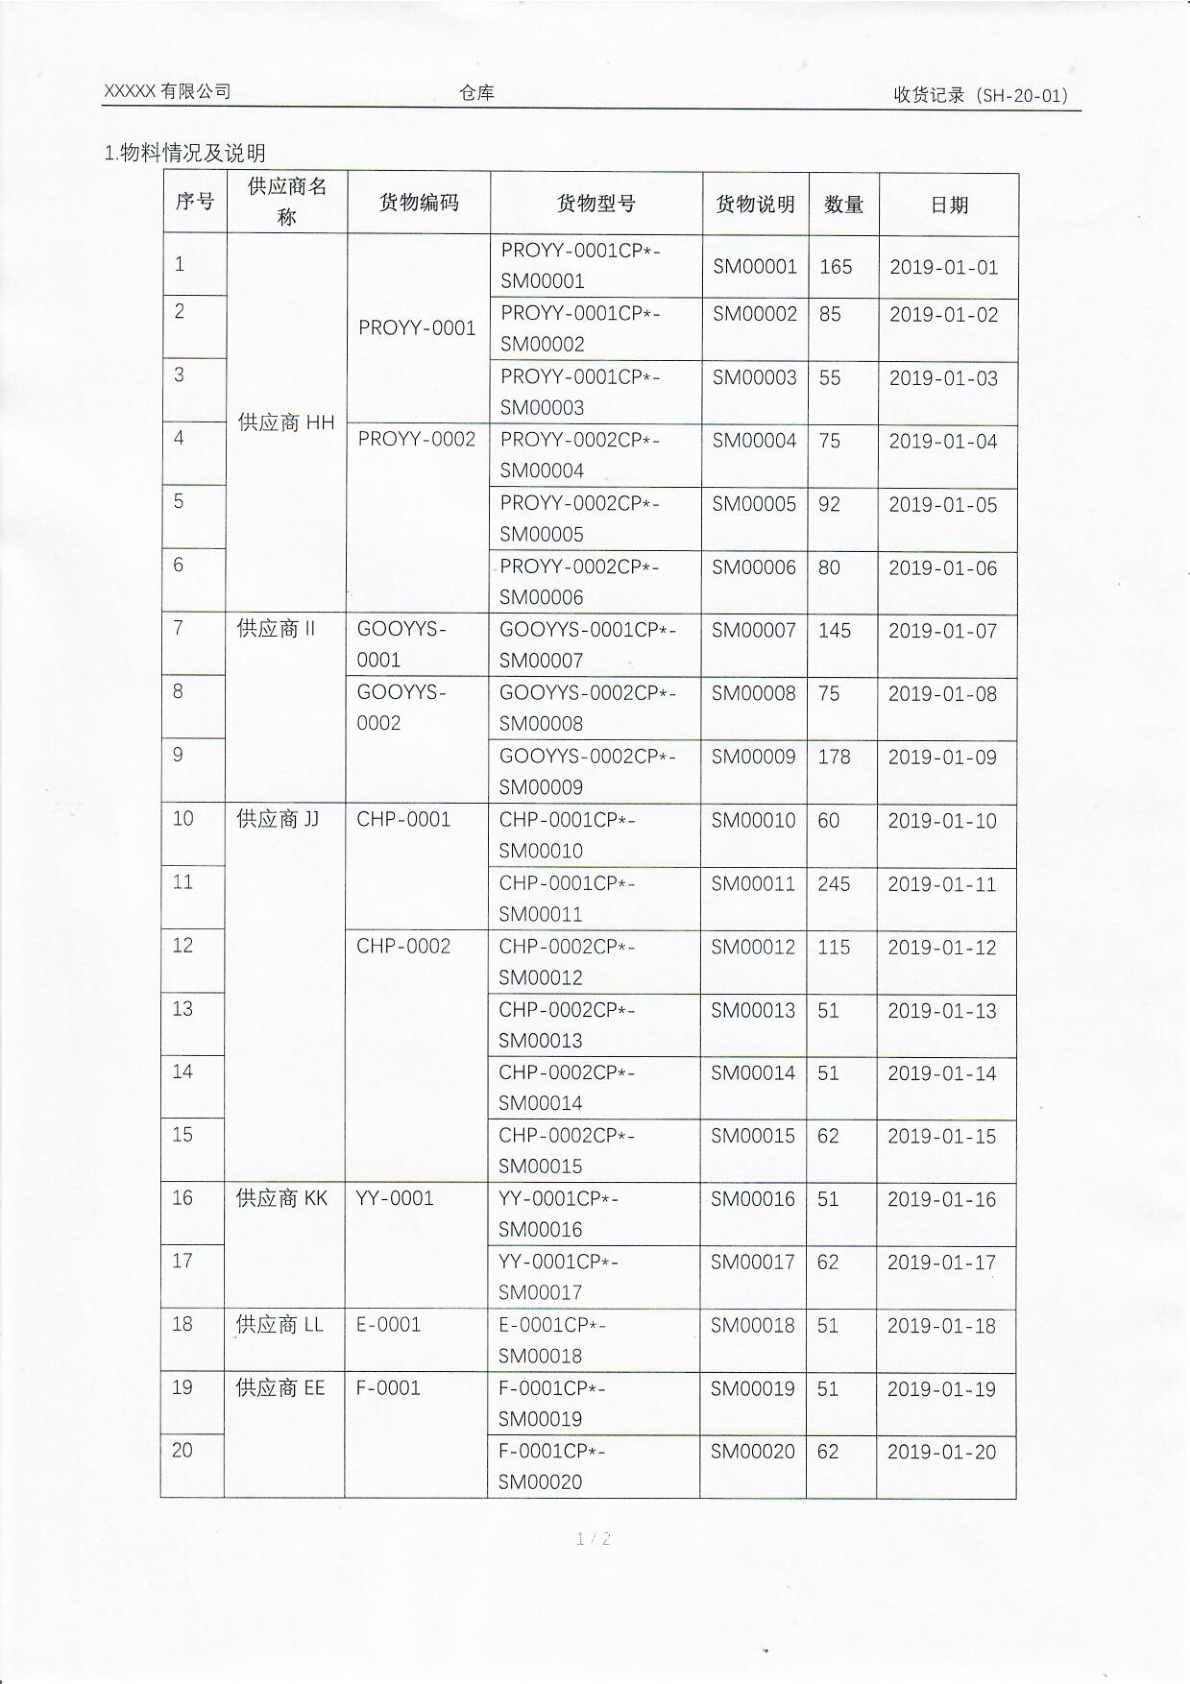 XXXXX 有限公司 仓库 收货记录（SH-20-01）
1.物料情况及说明
序号 供应商名称 货物编码 货物型号 货物说明 数量 日期
1 供应商 HH PROYY-0001 PROYY-0001CP*-SM00001 SM00001 165 2019-01-01
2 PROYY-0001CP*-SM00002 SM00002 85 2019-01-02
3 PROYY-0001CP*-SM00003 SM00003 55 2019-01-03
4 PROYY-0002 PROYY-0002CP*-SM00004 SM00004 75 2019-01-04
5 PROYY-0002CP*-SM00005 SM00005 92 2019-01-05
6 PROYY-0002CP*-SM00006 SM00006 80 2019-01-06
7 供应商 II GOOYYS-0001 GOOYYS-0001CP*-SM00007 SM00007 145 2019-01-07
8 GOOYYS-0002 GOOYYS-0002CP*-SM00008 SM00008 75 2019-01-08
9 GOOYYS-0002CP*-SM00009 SM00009 178 2019-01-09
10 供应商 JJ CHP-0001 CHP-0001CP*-SM00010 SM00010 60 2019-01-10
11 CHP-0001CP*-SM00011 SM00011 245 2019-01-11
12 CHP-0002 CHP-0002CP*-SM00012 SM00012 115 2019-01-12
13 CHP-0002CP*-SM00013 SM00013 51 2019-01-13
14 CHP-0002CP*-SM00014 SM00014 51 2019-01-14
15 CHP-0002CP*-SM00015 SM00015 62 2019-01-15
16 供应商 KK YY-0001 YY-0001CP*-SM00016 SM00016 51 2019-01-16
17 YY-0001CP*-SM00017 SM00017 62 2019-01-17
18 供应商 LL E-0001 E-0001CP*-SM00018 SM00018 51 2019-01-18
19 供应商 EE F-0001 F-0001CP*-SM00019 SM00019 51 2019-01-19
20 F-0001CP*-SM00020 SM00020 62 2019-01-20
1 / 2